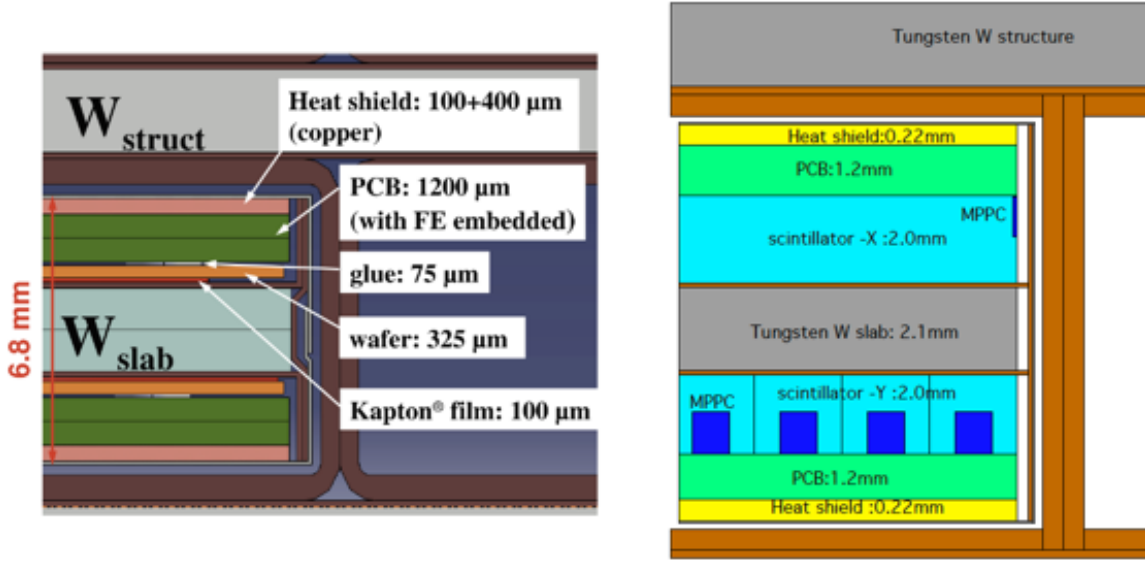 W
struct
Heat shield: 100+400 µm
(copper)
PCB: 1200 µm
(with FE embedded)
glue: 75 µm
W
slab
wafer: 325 µm
Kapton® film: 100 µm
6.8 mm
Tungsten W structure
Heat shield:0.22mm
PCB:1.2mm
MPPC
scintillator -X :2.0mm
Tungsten W slab: 2.1mm
scintillator -Y :2.0mm
MPPC
PCB:1.2mm
Heat shield :0.22mm